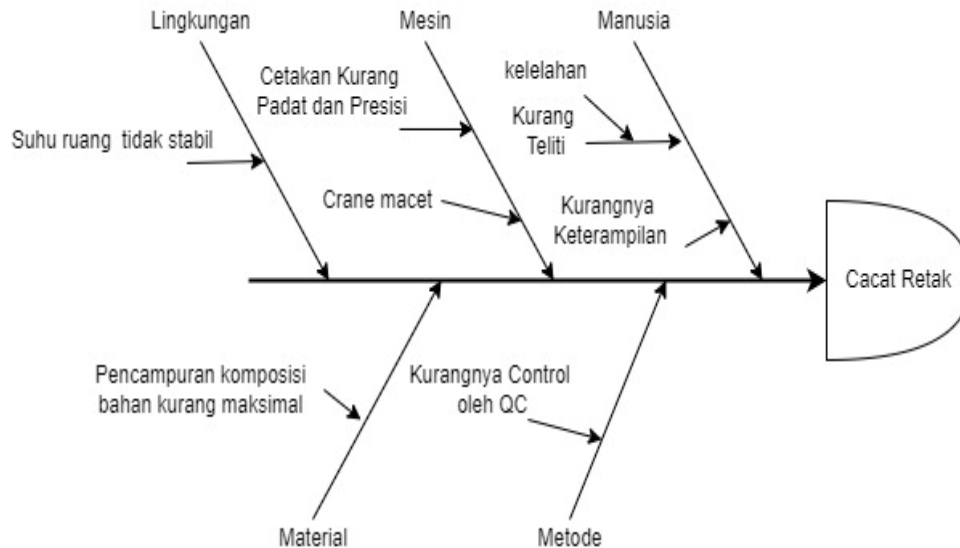 Lingkungan
Mesin
Manusia
Cetakan Kurang
Padat dan Presisi
kelelahan
Kurang
Teliti
Suhu ruang tidak stabil
Crane macet
Kurangnya
Keterampilan
Cacat Retak
Pencampuran komposisi
bahan kurang maksimal
Kurangnya Control
oleh QC
Material
Metode